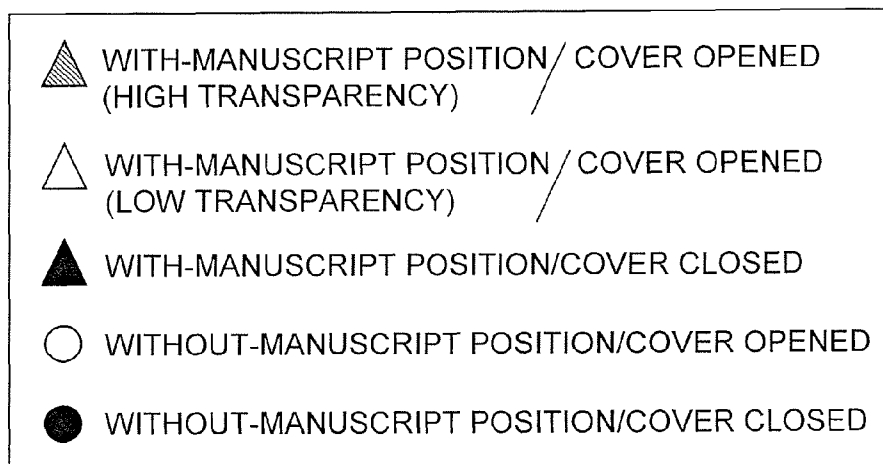 WITH-MANUSCRIPT POSITION / COVER OPENED
(HIGH TRANSPARENCY)
WITH-MANUSCRIPT POSITION / COVER OPENED
(LOW TRANSPARENCY)
WITH-MANUSCRIPT POSITION/COVER CLOSED
WITHOUT-MANUSCRIPT POSITION/COVER OPENED
WITHOUT-MANUSCRIPT POSITION/COVER CLOSED